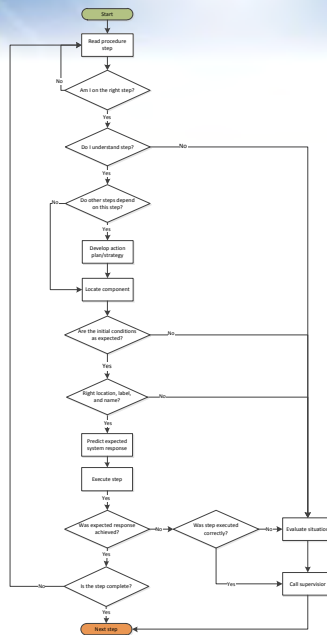 Start
Read procedure
step
No
Am I on the right step?
Yes
Do I understand step?
No
Yes
Do other steps depend
on this step?
No
Yes
Develop action
plan/strategy
Locate component
Are the initial conditions
as expected?
No
Yes
Right location, label,
and name?
No
Yes
Predict expected
system response
Execute step
Yes
Was expected response
achieved?
No
Was step executed
correctly?
No
Evaluate situation
Yes
Yes
Call supervisor
Is the step complete?
No
Yes
Next step